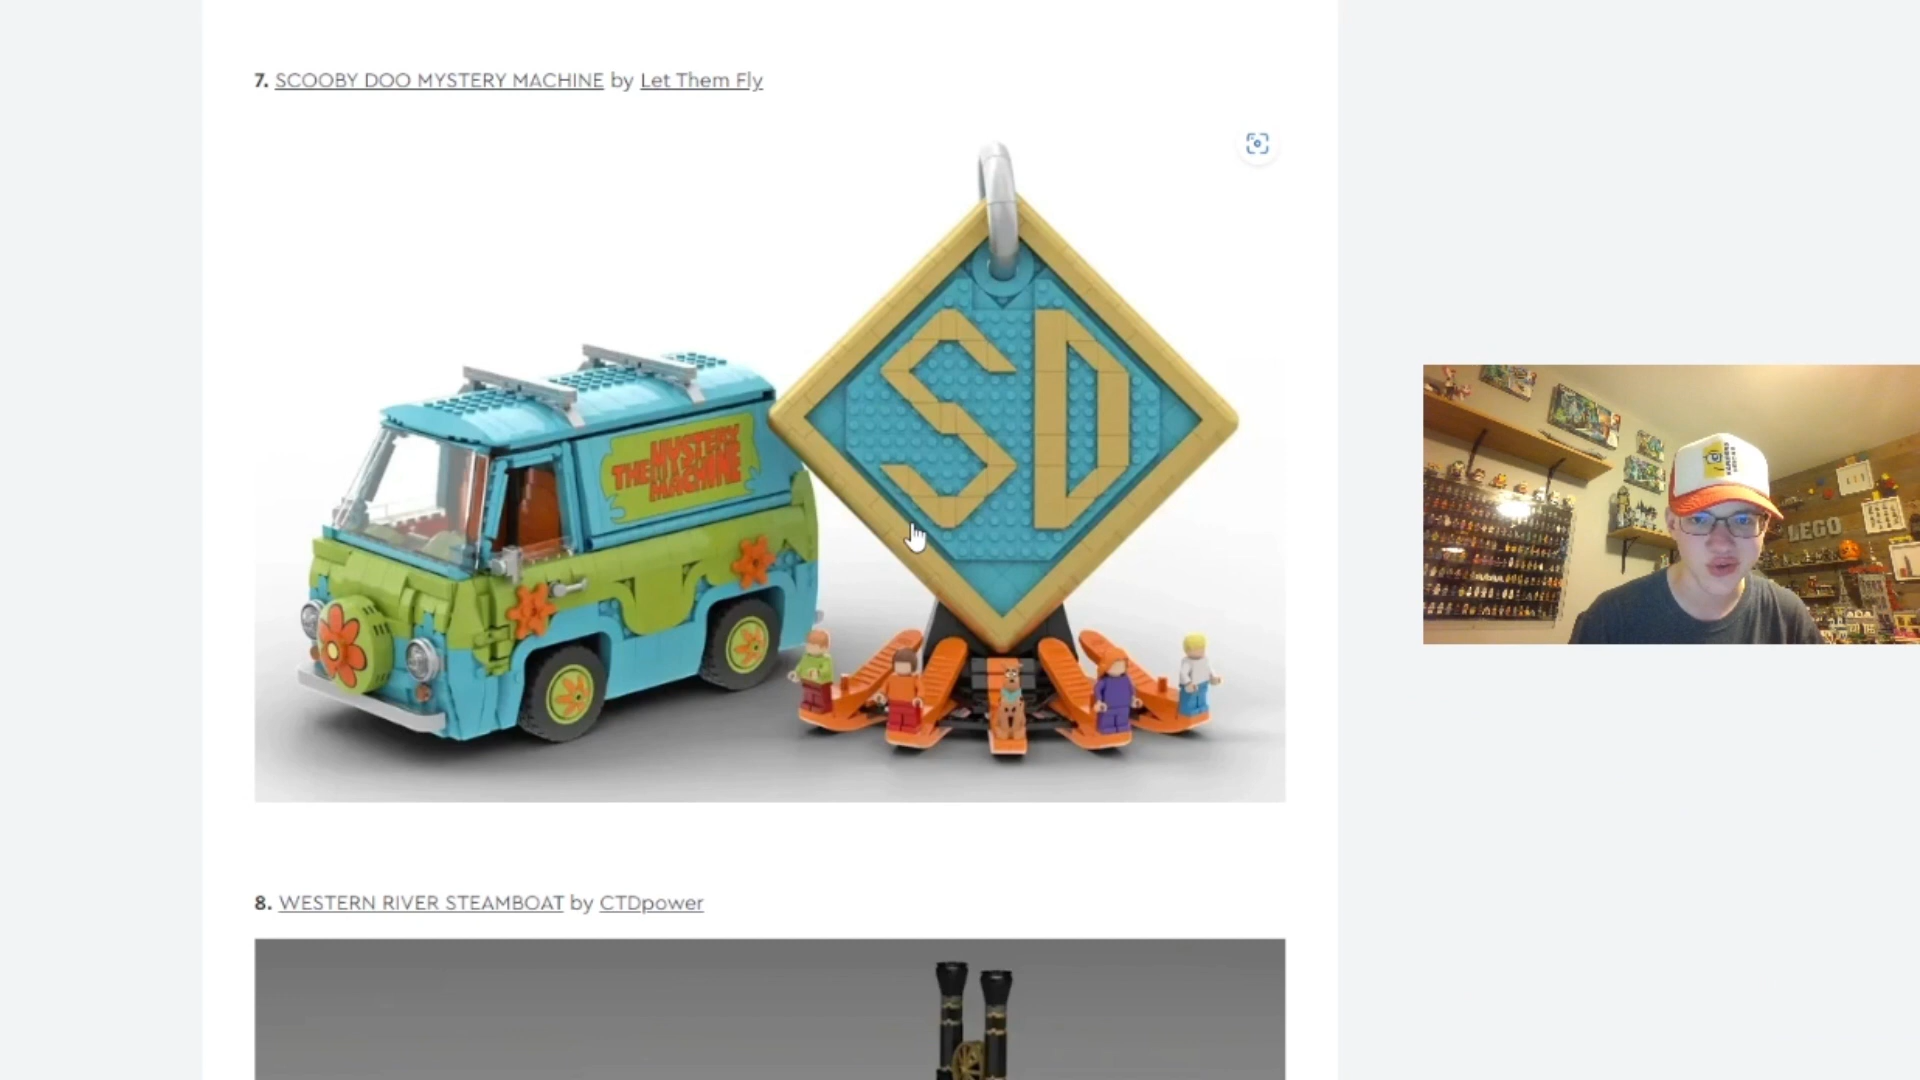 7. SCOOBY DOO MYSTERY MACHINE by Let Them Fly
SD
THE MYSTERY MACHINE
LEGO
8. WESTERN RIVER STEAMBOAT by CTDpower